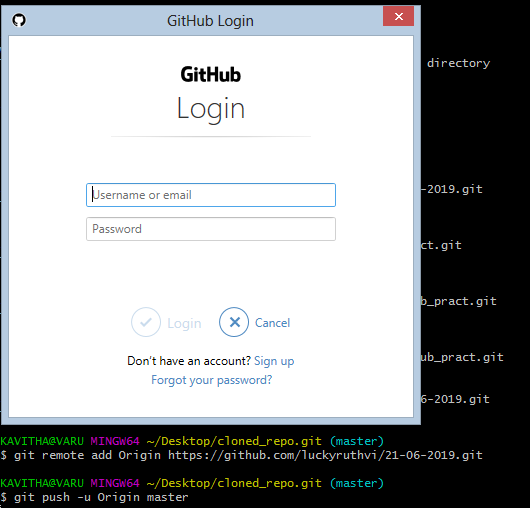 GitHub Login
GitHub
Login
Username or email
Password
Login Cancel
Don't have an account? Sign up
Forgot your password?
directory
-2019.git
ct.git
b_pract.git
ub_pract.git
6-2019.git
KAVITHA@VARU MINGW64 ~/Desktop/cloned_repo.git (master)
$ git remote add Origin https://github.com/luckyruthvi/21-06-2019.git
KAVITHA@VARU MINGW64 ~/Desktop/cloned_repo.git (master)
$ git push -u Origin master